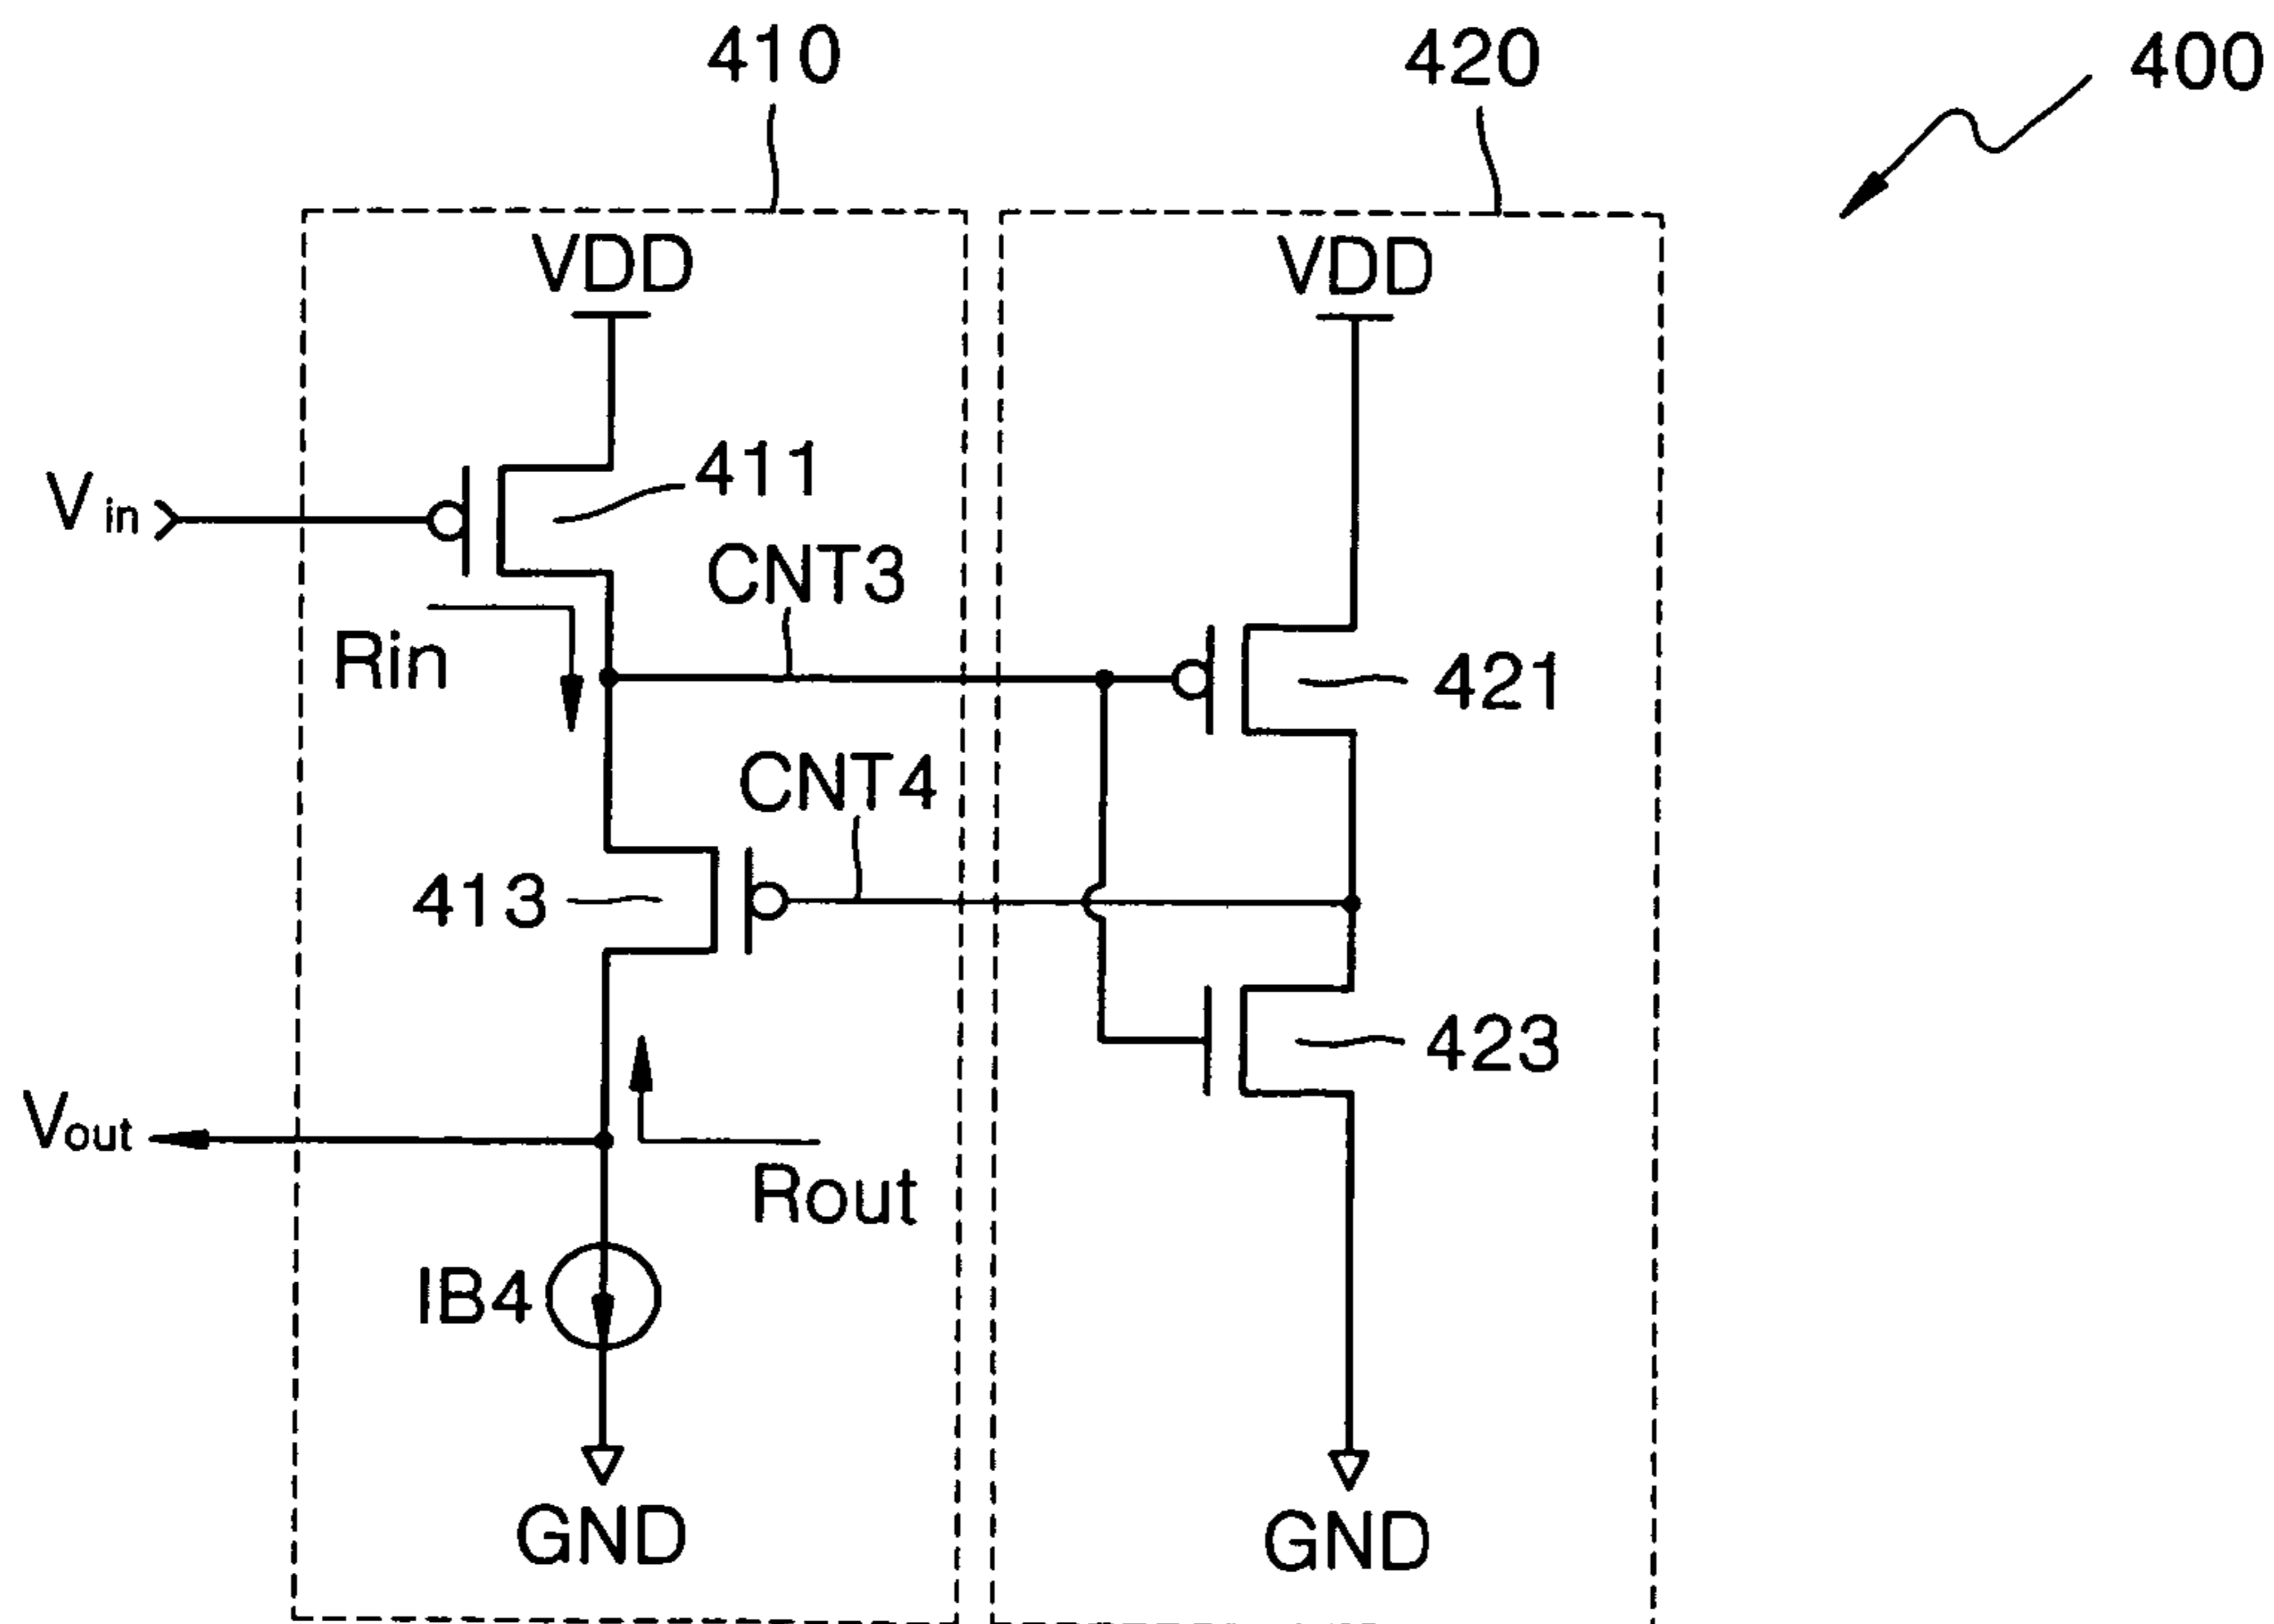 410
420
400
VDD
VDD
411
Vin
CNT3
Rin
421
CNT4
413
423
Vout
Rout
IB4
GND
GND